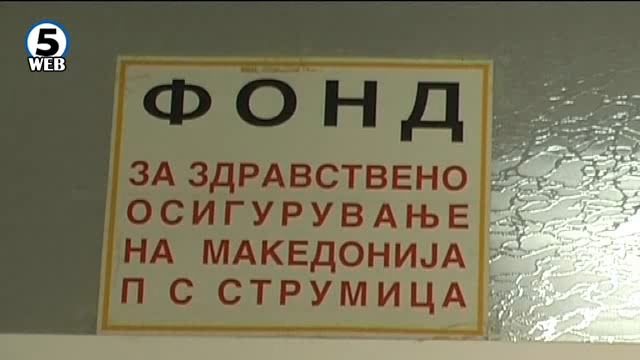 5
WEB
ФОНД
ЗА ЗДРАВСТВЕНО
ОСИГУРУВАЊЕ
НА МАКЕДОНИЈА
П С СТРУМИЦА